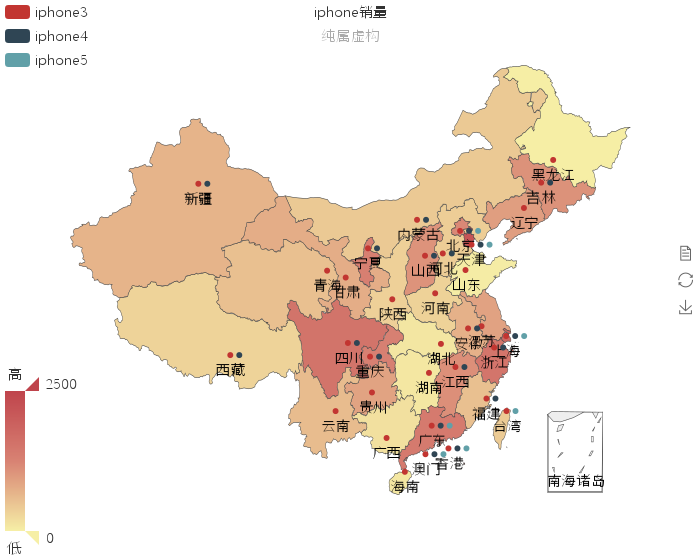 iphone3
iphone4
iphone5
iphone销量
纯属虚构
黑龙江
吉林
新疆
辽宁
内蒙古
北京
天津
宁夏
山西
河北
青海
甘肃
山东
河南
陕西
安徽
江苏
上海
四川
湖北
浙江
西藏
重庆
高
2500
湖南
江西
贵州
福建
云南
台湾
广东
广西
澳门
香港
海南
南海诸岛
0
低